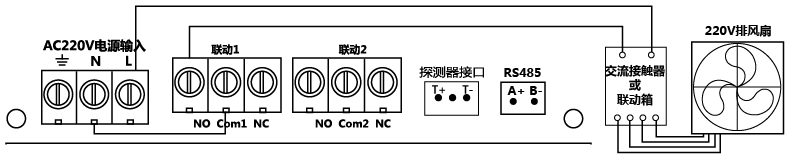 AC220V电源输入
N L
联动1
NO Com1 NC
联动2
NO Com2 NC
探测器接口
T+ T-
RS485
A+ B-
交流接触器
或
联动箱
220V排风扇